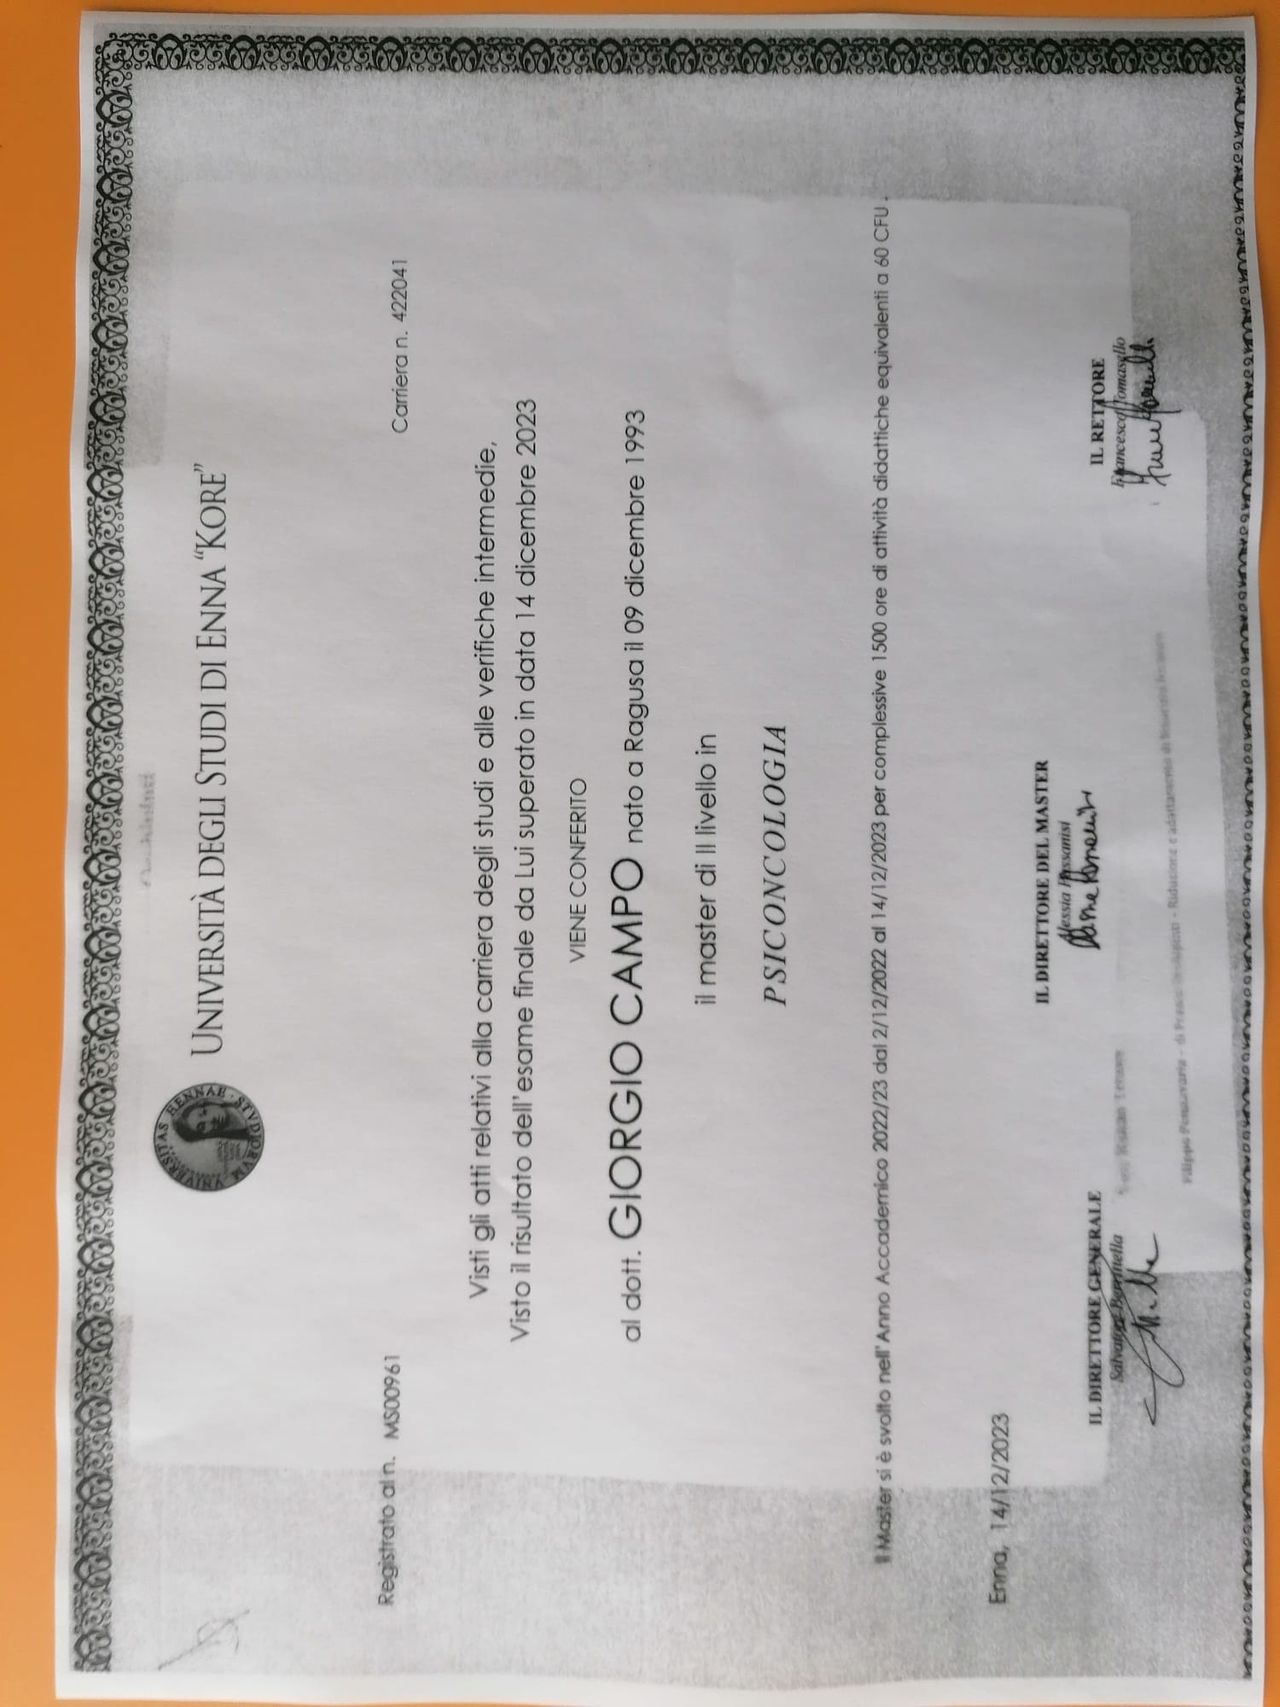 UNIVERSITÀ DEGLI STUDI DI ENNA “KORE”
Registrato al n. MS00961
Carriera n. 422041
Visti gli atti relativi alla carriera degli studi e alle verifiche intermedie,
Visto il risultato dell'esame finale da Lui superato in data 14 dicembre 2023
VIENE CONFERITO
al dott. GIORGIO CAMPO nato a Ragusa il 09 dicembre 1993
il master di II livello in
PSICONCOLOGIA
Il Master si è svolto nell'Anno Accademico 2022/23 dal 2/12/2022 al 14/12/2023 per complessive 1500 ore di attività didattiche equivalenti a 60 CFU.
Enna, 14/12/2023
IL DIRETTORE DEL MASTER
Alessia
IL DIRETTORE GENERALE
Salvatore
IL RETTORE
Francesco Tomasello